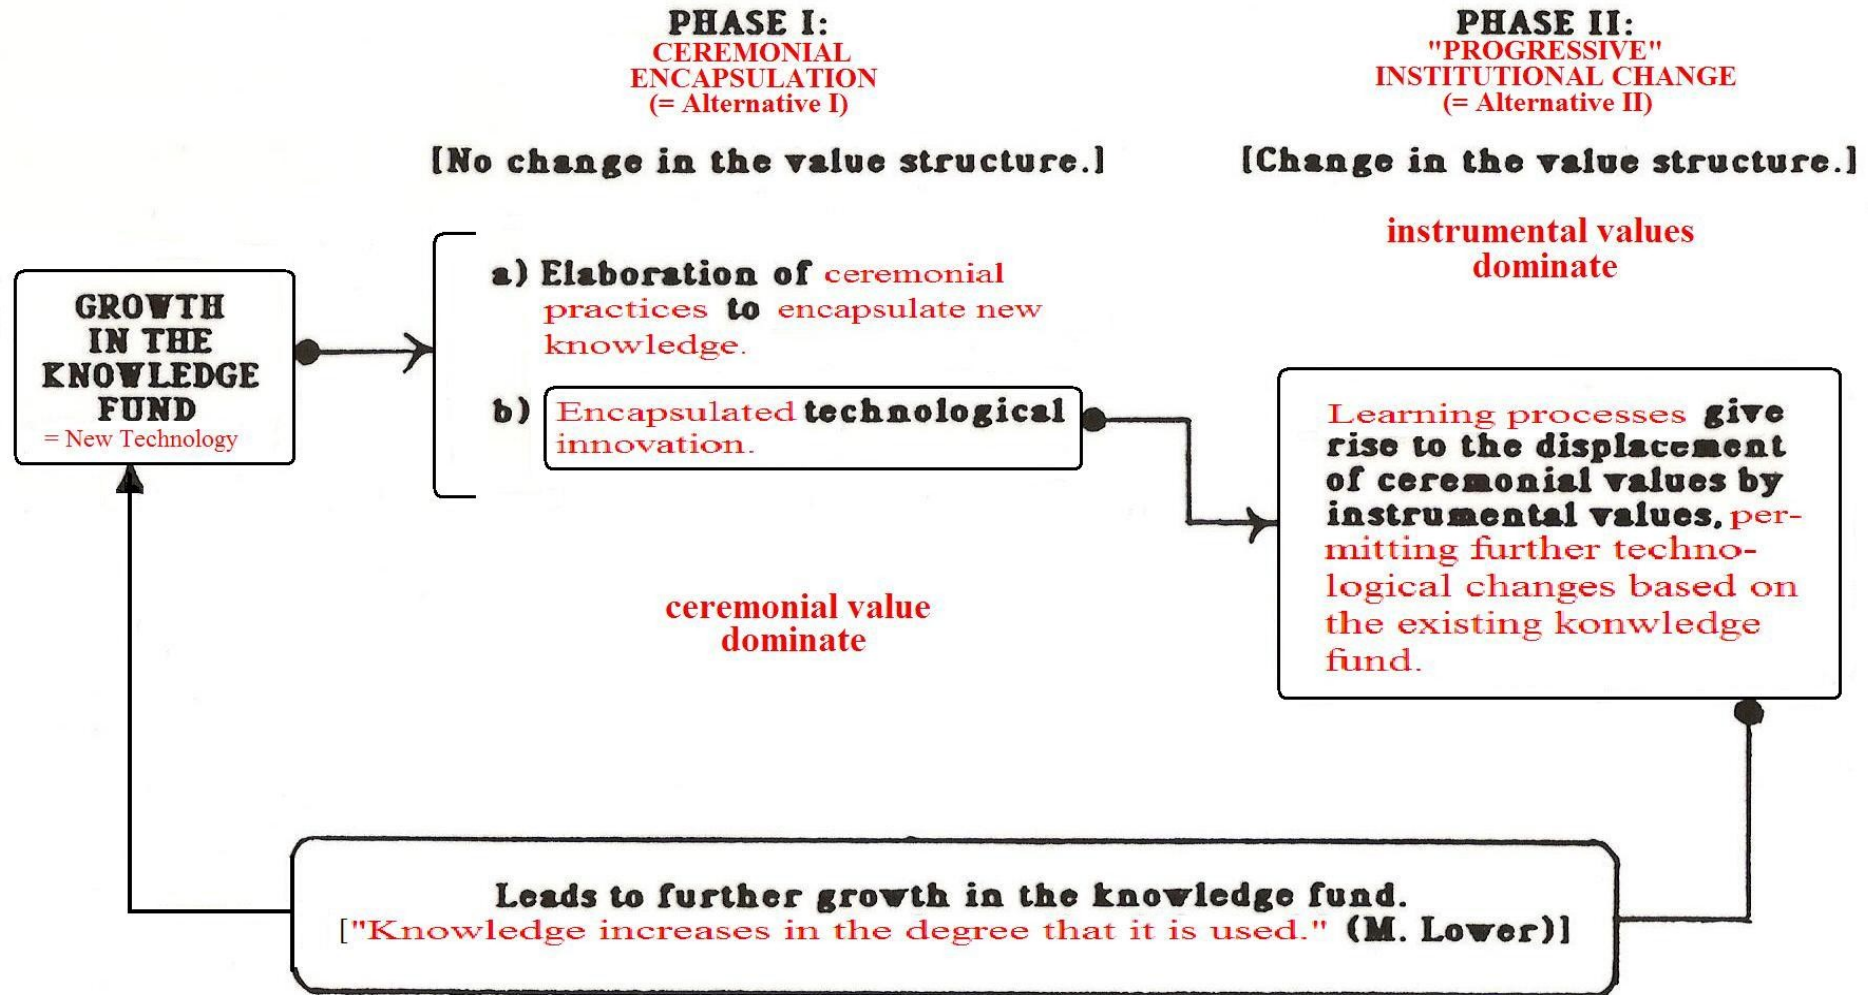 PHASE I:
CEREMONIAL
ENCAPSULATION
(= Alternative I)
[No change in the value structure.]
PHASE II:
"PROGRESSIVE"
INSTITUTIONAL CHANGE
(= Alternative II)
[Change in the value structure.]
instrumental values
dominate
GROWTH
IN THE
KNOWLEDGE
FUND
= New Technology
a) Elaboration of ceremonial
practices to encapsulate new
knowledge.
b) Encapsulated technological
innovation.
ceremonial value
dominate
Learning processes give
rise to the displacement
of ceremonial values by
instrumental values, per-
mitting further techno-
logical changes based on
the existing konwledge
fund.
Leads to further growth in the knowledge fund.
["Knowledge increases in the degree that it is used." (M. Lower)]